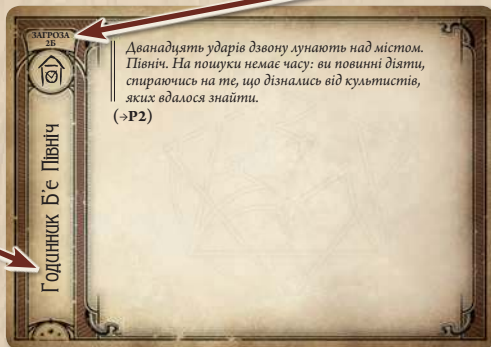 ЗАГРОЗА
2Б
Годинник Б'є Північ
Дванадцять ударів дзвону лунають над містом.
Північ. На пошуки немає часу: ви повинні діяти,
спираючись на те, що дізнались від культистів,
яких вдалося знайти.
(→Р2)